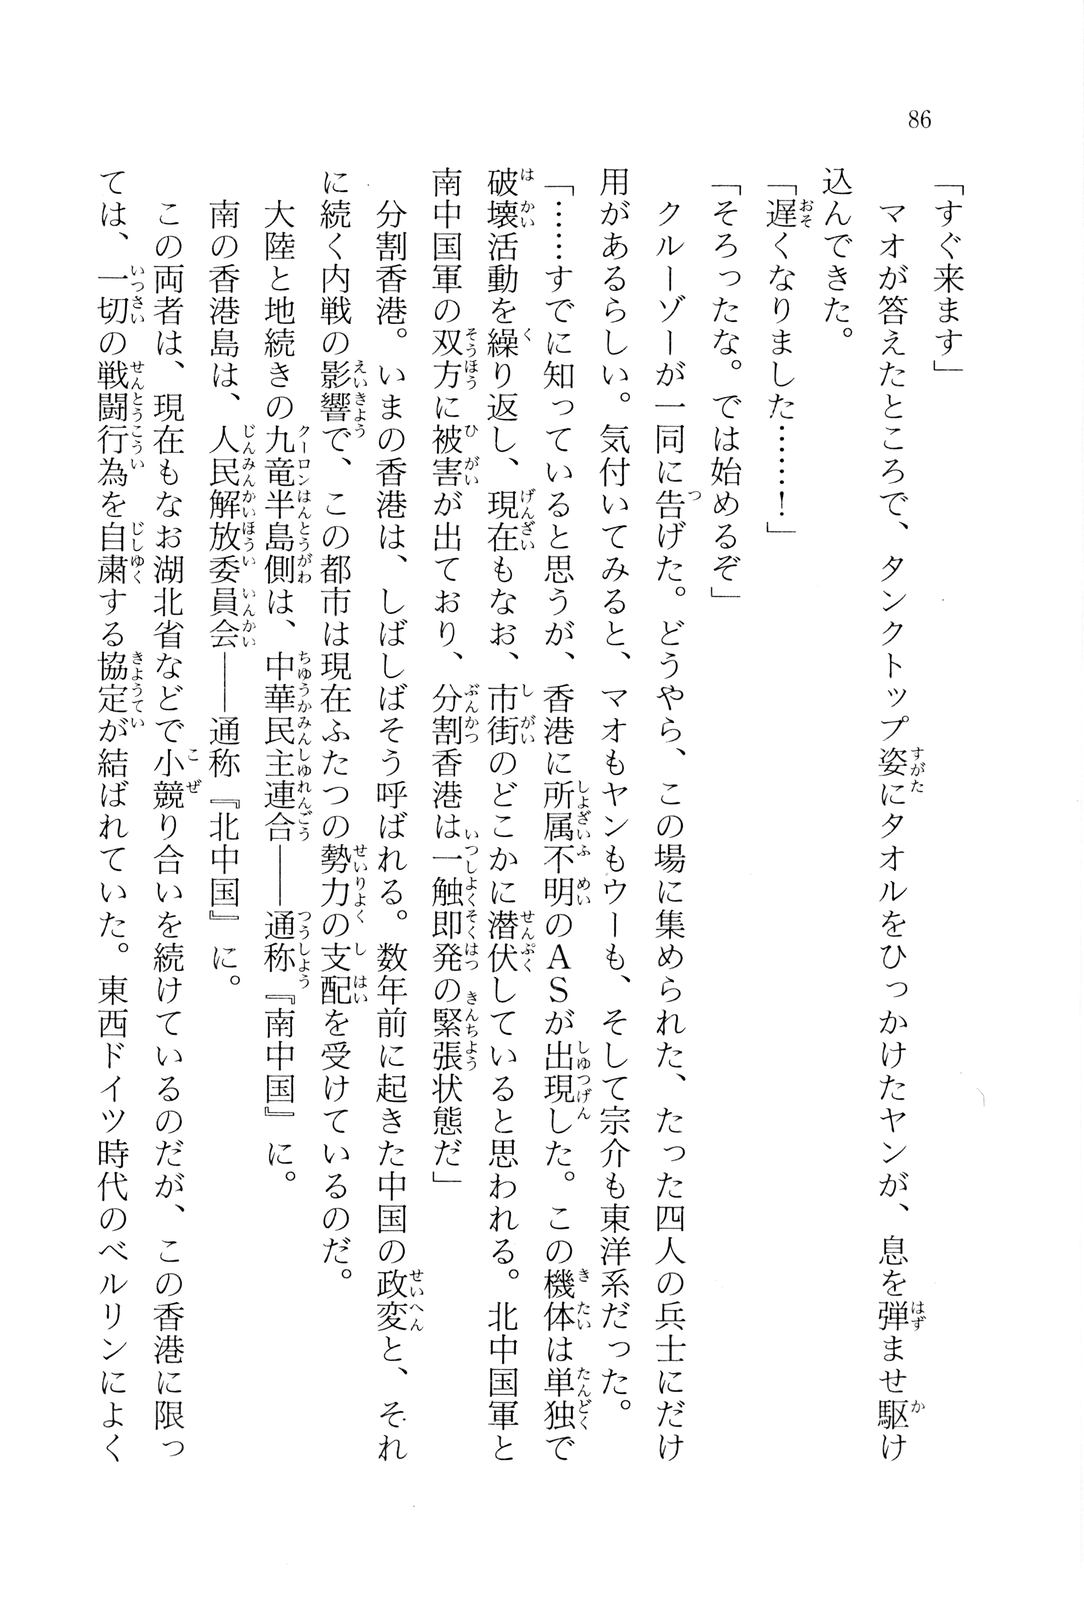 86
「すぐ来ます」
　マオが答えたところで、タンクトップ姿にタオルをひっかけたヤンが、息を弾ませ駆け
込んできた。
「遅くなりました……！」
「そろったな。では始めるぞ」
　クルーゾーが一同に告げた。どうやら、この場に集められた、たった四人の兵士にだけ
用があるらしい。気付いてみると、マオもヤンもウーも、そして宗介も東洋系だった。
「……すでに知っていると思うが、香港に所属不明のＡＳが出現した。この機体は単独で
破壊活動を繰り返し、現在もなお、市街のどこかに潜伏していると思われる。北中国軍と
南中国軍の双方に被害が出ており、分割香港は一触即発の緊張状態だ」
　分割香港。いまの香港は、しばしばそう呼ばれる。数年前に起きた中国の政変と、それ
に続く内戦の影響で、この都市は現在ふたつの勢力の支配を受けているのだ。
　大陸と地続きの九竜半島側は、中華民主連合――通称『南中国』に。
　南の香港島は、人民解放委員会――通称『北中国』に。
　この両者は、現在もなお湖北省などで小競り合いを続けているのだが、この香港に限っ
ては、一切の戦闘行為を自粛する協定が結ばれていた。東西ドイツ時代のベルリンによく